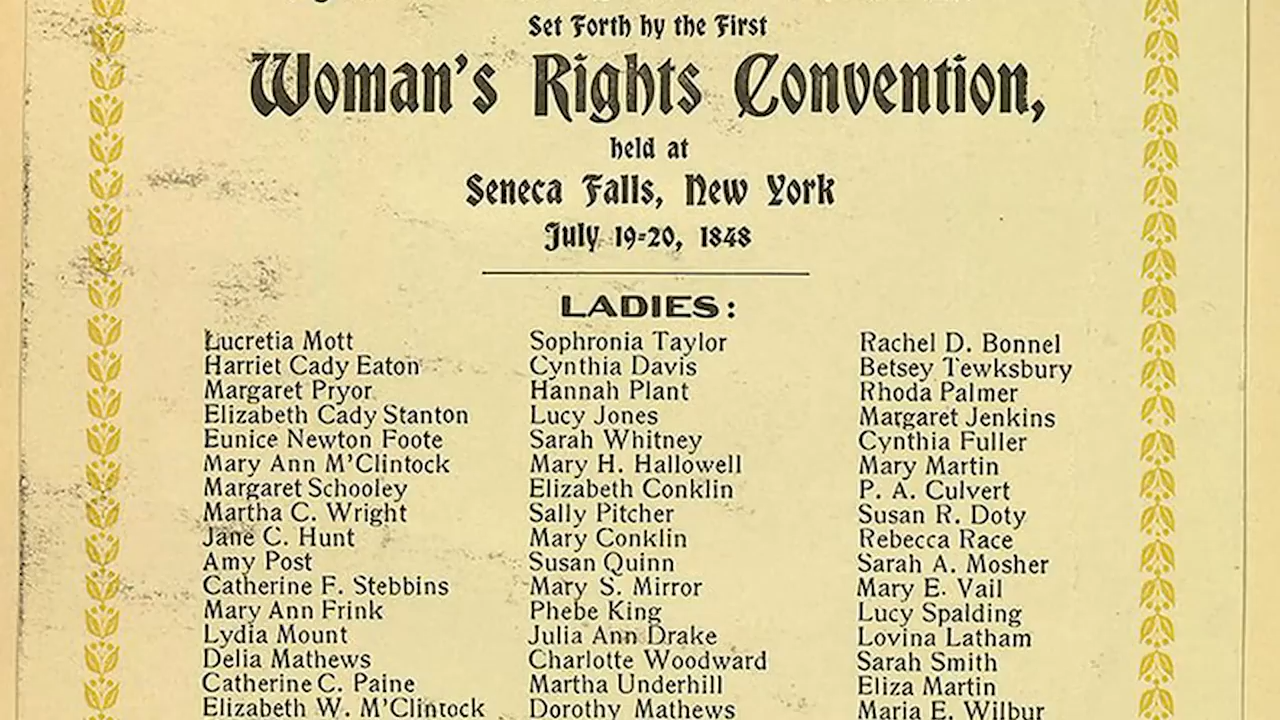 Set Forth by the First
Woman's Rights Convention,
held at
Seneca Falls, New York
July 19-20, 1848
LADIES:
Lucretia Mott
Harriet Cady Eaton
Margaret Pryor
Elizabeth Cady Stanton
Eunice Newton Foote
Mary Ann M'Clintock
Margaret Schooley
Martha C. Wright
Jane C. Hunt
Amy Post
Catherine F. Stebbins
Mary Ann Frink
Lydia Mount
Delia Mathews
Catherine C. Paine
Elizabeth W. M'Clintock
Sophronia Taylor
Cynthia Davis
Hannah Plant
Lucy Jones
Sarah Whitney
Mary H. Hallowell
Elizabeth Conklin
Sally Pitcher
Mary Conklin
Susan Quinn
Mary S. Mirror
Phebe King
Julia Ann Drake
Charlotte Woodward
Martha Underhill
Dorothy Mathews
Rachel D. Bonnel
Betsey Tewksbury
Rhoda Palmer
Margaret Jenkins
Cynthia Fuller
Mary Martin
P. A. Culvert
Susan R. Doty
Rebecca Race
Sarah A. Mosher
Mary E. Vail
Lucy Spalding
Lovina Latham
Sarah Smith
Eliza Martin
Maria E. Wilbur